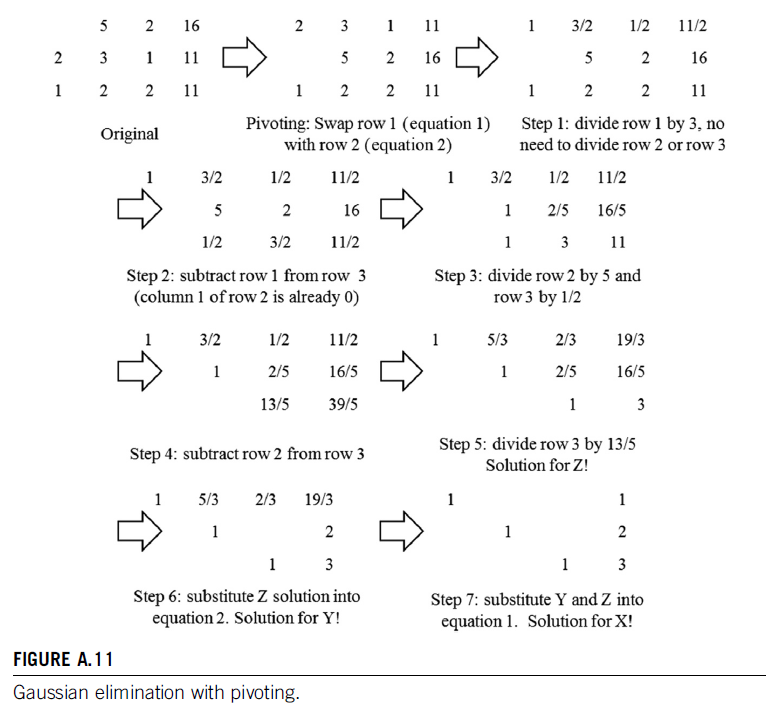 5 2 16
2 3 1 11
1 2 2 11
Original
2 3 1 11
5 2 16
1 2 2 11
Pivoting: Swap row 1 (equation 1)
with row 2 (equation 2)
1 3/2 1/2 11/2
5 2 16
1 2 2 11
Step 1: divide row 1 by 3, no
need to divide row 2 or row 3
1 3/2 1/2 11/2
5 2 16
1/2 3/2 11/2
Step 2: subtract row 1 from row 3
(column 1 of row 2 is already 0)
1 3/2 1/2 11/2
1 2/5 16/5
1 3 11
Step 3: divide row 2 by 5 and
row 3 by 1/2
1 3/2 1/2 11/2
1 2/5 16/5
13/5 39/5
Step 4: subtract row 2 from row 3
1 5/3 2/3 19/3
1 2/5 16/5
1 3
Step 5: divide row 3 by 13/5
Solution for Z!
1 5/3 2/3 19/3
1 2
1 3
Step 6: substitute Z solution into
equation 2. Solution for Y!
1 1
1 2
1 3
Step 7: substitute Y and Z into
equation 1. Solution for X!
FIGURE A.11
Gaussian elimination with pivoting.